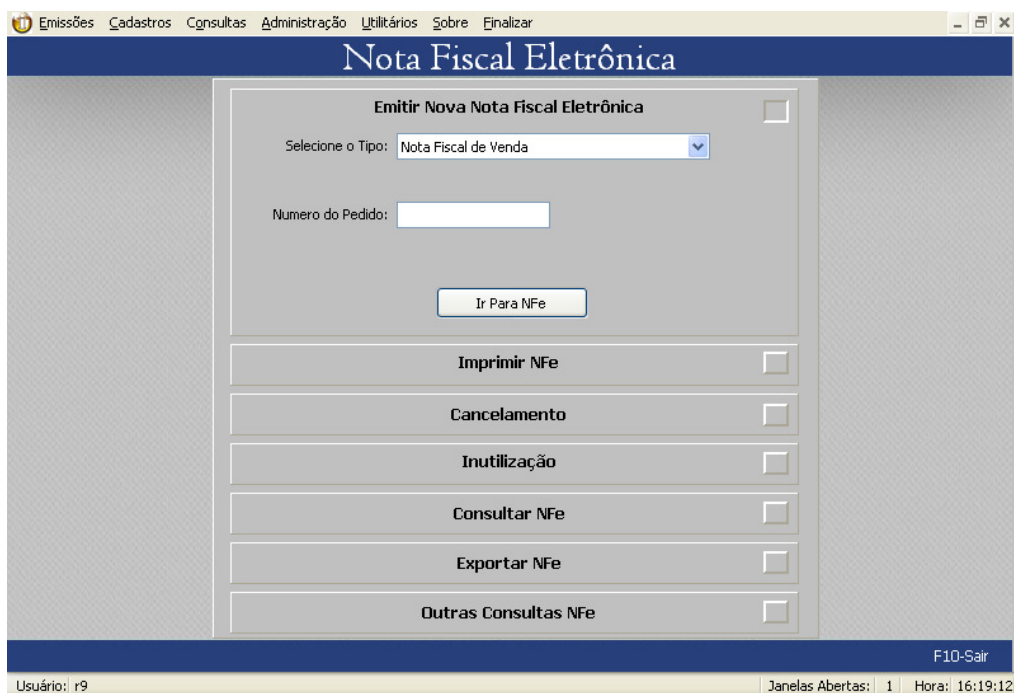 Emissões Cadastros Consultas Administração Utilitários Sobre Finalizar
Nota Fiscal Eletrônica
Emitir Nova Nota Fiscal Eletrônica
Selecione o Tipo: Nota Fiscal de Venda
Numero do Pedido:
Ir Para NFe
Imprimir NFe
Cancelamento
Inutilização
Consultar NFe
Exportar NFe
Outras Consultas NFe
F10-Sair
Usuário: r9 Janelas Abertas: 1 Hora: 16:19:12